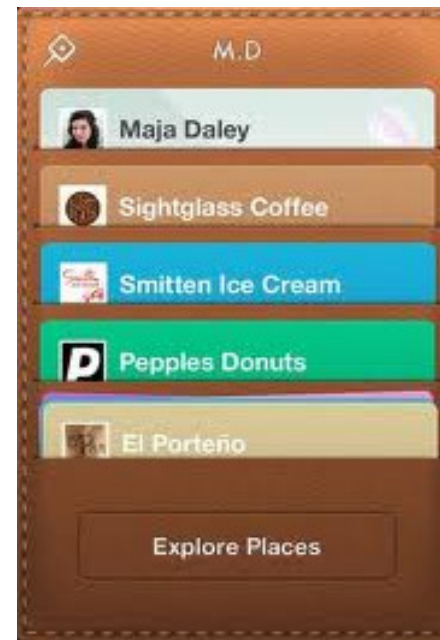 M.D
Maja Daley
Sightglass Coffee
Smitten Ice Cream
P Pepples Donuts
El Porteño
Explore Places